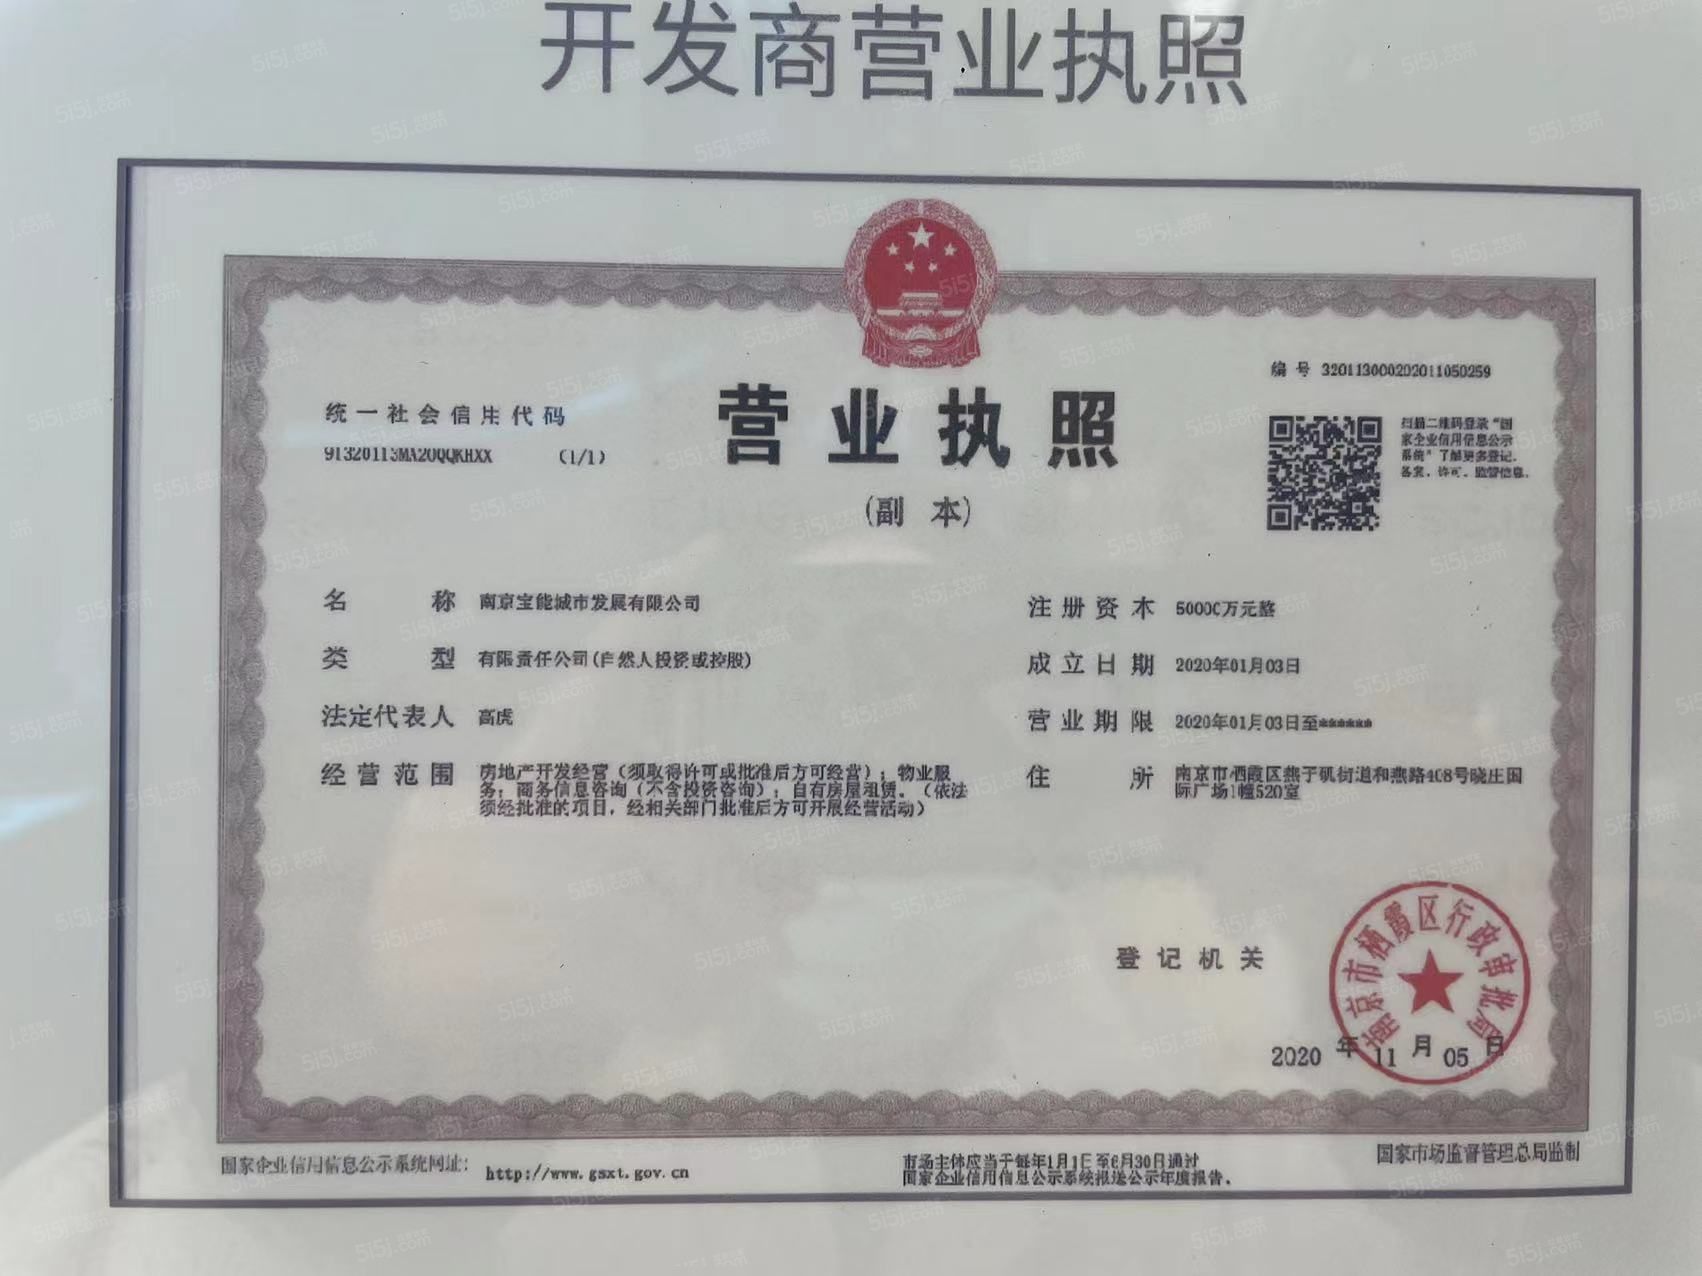 开发商营业执照
编号 320113000202011050259
统一社会信用代码
91320113MA20QQKHXX (1/1)
营业执照
(副本)
扫描二维码登录“国
家企业信用信息公示
系统”了解更多登记、
备案、许可、监管信息。
名称 南京宝能城市发展有限公司
类型 有限责任公司(自然人投资或控股)
法定代表人 高虎
经营范围 房地产开发经营（须取得许可或批准后方可经营）；物业服
务；商务信息咨询（不含投资咨询）；自有房屋租赁。（依法
须经批准的项目，经相关部门批准后方可开展经营活动）
注册资本 50000万元整
成立日期 2020年01月03日
营业期限 2020年01月03日至******
住所 南京市栖霞区燕子矶街道和燕路408号晓庄国
际广场1幢520室
登记机关
南京市栖霞区行政审批局
2020年11月05日
国家企业信用信息公示系统网址： http://www.gsxt.gov.cn
市场主体应当于每年1月1日至6月30日通过
国家企业信用信息公示系统报送公示年度报告。
国家市场监督管理总局监制